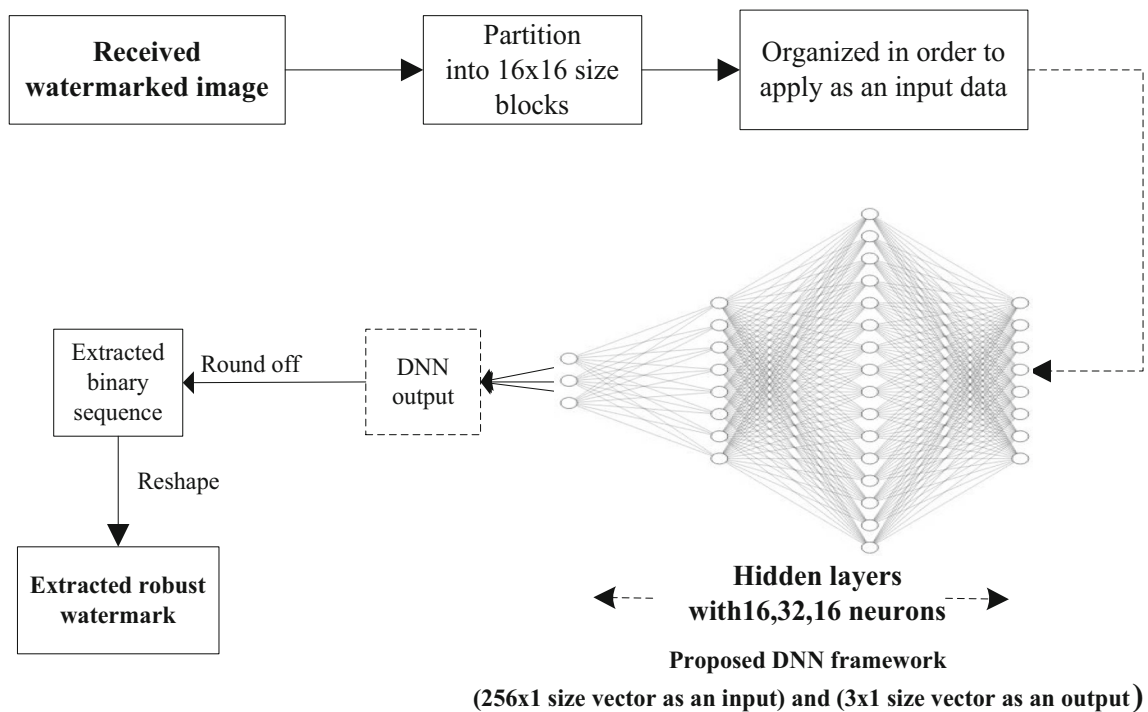 Received
watermarked image
Partition
into 16x16 size
blocks
Organized in order to
apply as an input data
Extracted
binary
sequence
Round off
DNN
output
Reshape
Extracted robust
watermark
Hidden layers
with16,32,16 neurons
Proposed DNN framework
(256x1 size vector as an input) and (3x1 size vector as an output)